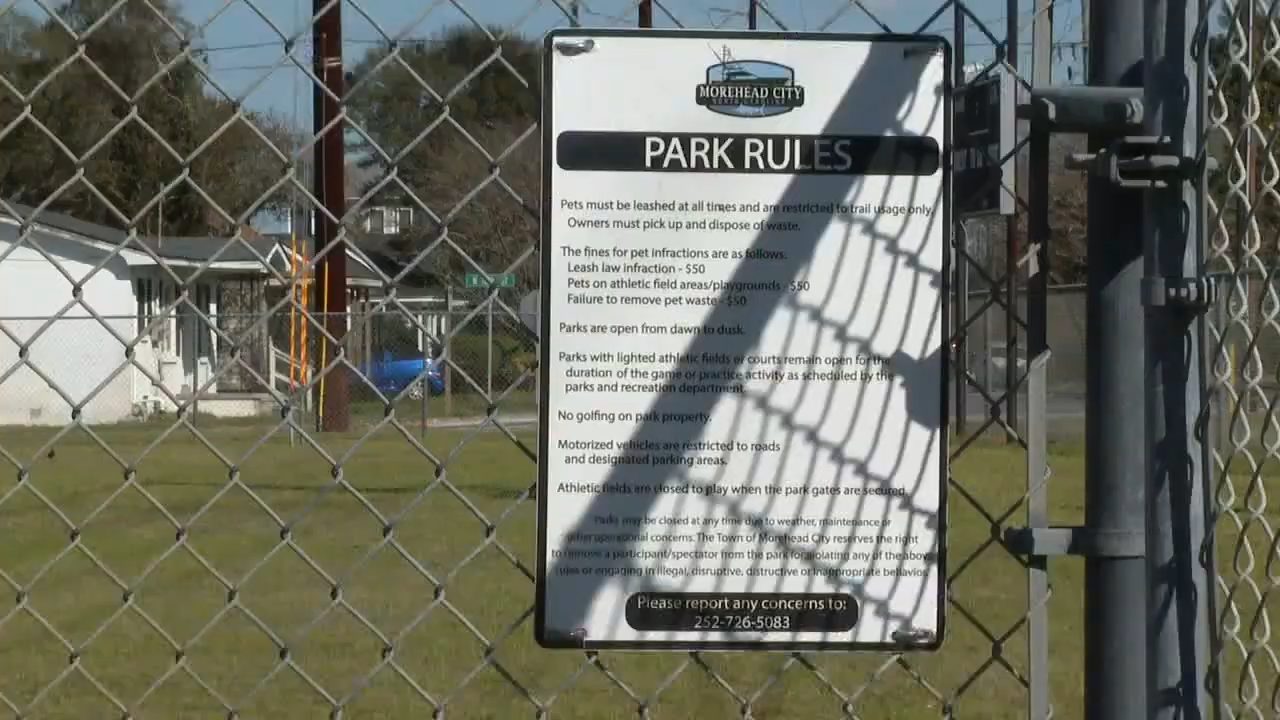 MOREHEAD CITY
NORTH CAROLINA
PARK RULES
Pets must be leashed at all times and are restricted to trail usage only.
Owners must pick up and dispose of waste.
The fines for pet infractions are as follows:
Leash law infraction - $50
Pets on athletic field areas/playgrounds - $50
Failure to remove pet waste - $50
Parks are open from dawn to dusk.
Parks with lighted athletic fields or courts remain open for the
duration of the game or practice activity as scheduled by the
parks and recreation department.
No golfing on park property.
Motorized vehicles are restricted to roads
and designated parking areas.
Athletic fields are closed to play when the park gates are secured.
Parks may be closed at any time due to weather, maintenance or
other operational concerns. The Town of Morehead City reserves the right
to remove a participant/spectator from the park for violating any of the above
rules or engaging in illegal, disruptive, distructive or inappropriate behavior.
Please report any concerns to:
252-726-5083